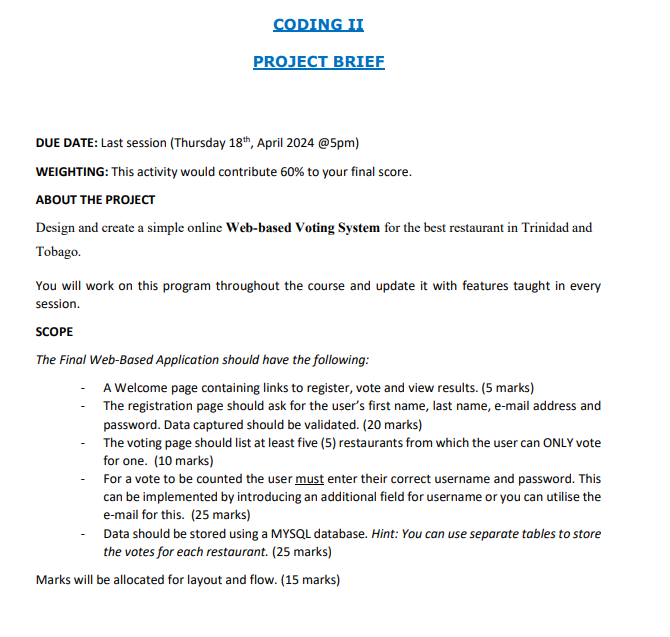 CODING II
PROJECT BRIEF
DUE DATE: Last session (Thursday 18th, April 2024 @5pm)
WEIGHTING: This activity would contribute 60% to your final score.
ABOUT THE PROJECT
Design and create a simple online Web-based Voting System for the best restaurant in Trinidad and
Tobago.
You will work on this program throughout the course and update it with features taught in every
session.
SCOPE
The Final Web-Based Application should have the following:
- A Welcome page containing links to register, vote and view results. (5 marks)
- The registration page should ask for the user's first name, last name, e-mail address and
password. Data captured should be validated. (20 marks)
- The voting page should list at least five (5) restaurants from which the user can ONLY vote
for one. (10 marks)
- For a vote to be counted the user must enter their correct username and password. This
can be implemented by introducing an additional field for username or you can utilise the
e-mail for this. (25 marks)
- Data should be stored using a MYSQL database. Hint: You can use separate tables to store
the votes for each restaurant. (25 marks)
Marks will be allocated for layout and flow. (15 marks)